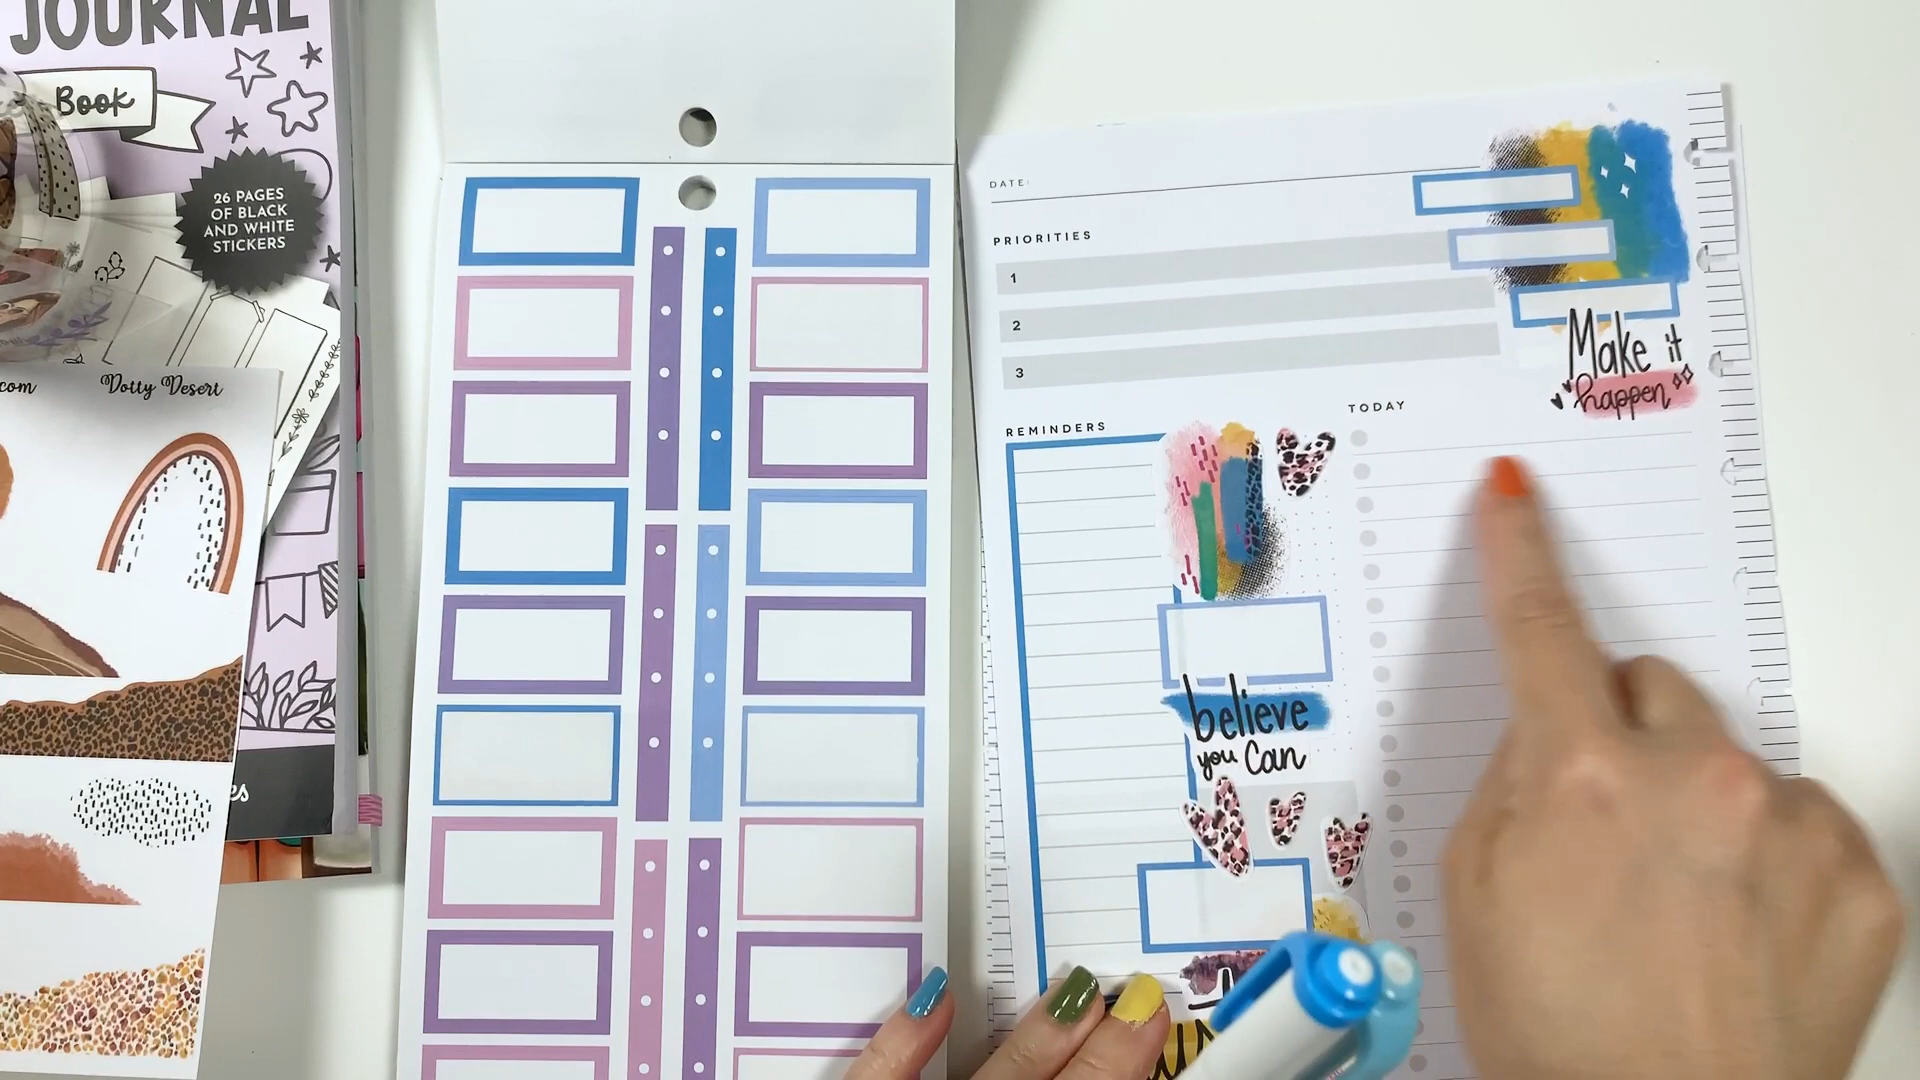 JOURNAL
Book
26 PAGES
OF BLACK
AND WHITE
STICKERS
com
Dotty Desert
DATE:
PRIORITIES
1
2
3
Make it
happen
REMINDERS
TODAY
believe
you can